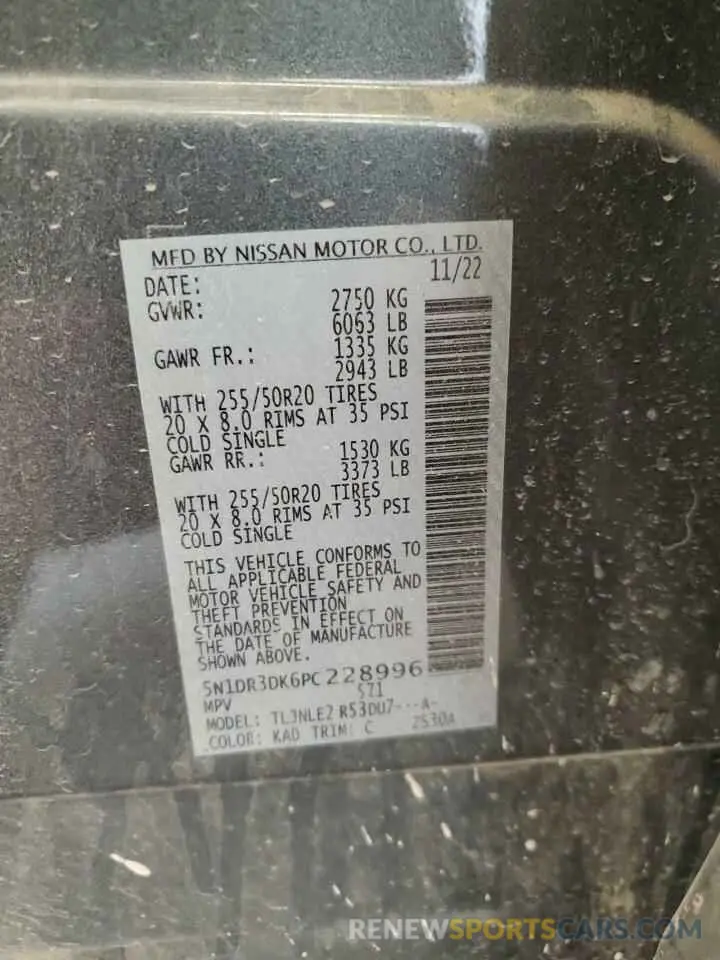 MFD BY NISSAN MOTOR CO., LTD.
DATE: 11/22
GVWR: 2750 KG
6063 LB
GAWR FR.: 1335 KG
2943 LB
WITH 255/50R20 TIRES
20 X 8.0 RIMS AT 35 PSI
COLD SINGLE
GAWR RR.: 1530 KG
3373 LB
WITH 255/50R20 TIRES
20 X 8.0 RIMS AT 35 PSI
COLD SINGLE
THIS VEHICLE CONFORMS TO
ALL APPLICABLE FEDERAL
MOTOR VEHICLE SAFETY AND
THEFT PREVENTION
STANDARDS IN EFFECT ON
THE DATE OF MANUFACTURE
SHOWN ABOVE.
5N1DR3DK6PC228996
MPV SZ1
MODEL: TLJNLE2 R53DU7---A-
COLOR: KAD TRIM: C 2530A
RENEWSPORTSCARS.COM